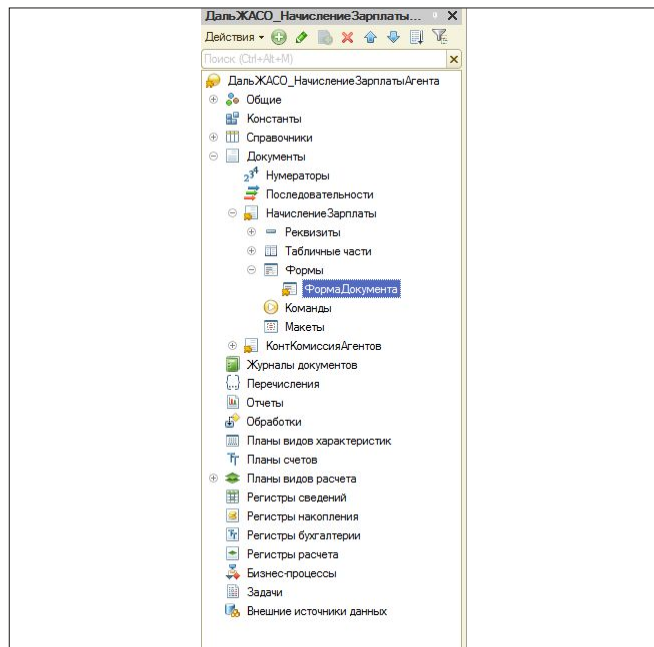 ДальЖАСО_НачислениеЗарплаты...
Действия
Поиск (Ctrl+Alt+M)
ДальЖАСО_НачислениеЗарплатыАгента
Общие
Константы
Справочники
Документы
Нумераторы
Последовательности
НачислениеЗарплаты
Реквизиты
Табличные части
Формы
ФормаДокумента
Команды
Макеты
КонтКомиссияАгентов
Журналы документов
Перечисления
Отчеты
Обработки
Планы видов характеристик
Планы счетов
Планы видов расчета
Регистры сведений
Регистры накопления
Регистры бухгалтерии
Регистры расчета
Бизнес-процессы
Задачи
Внешние источники данных